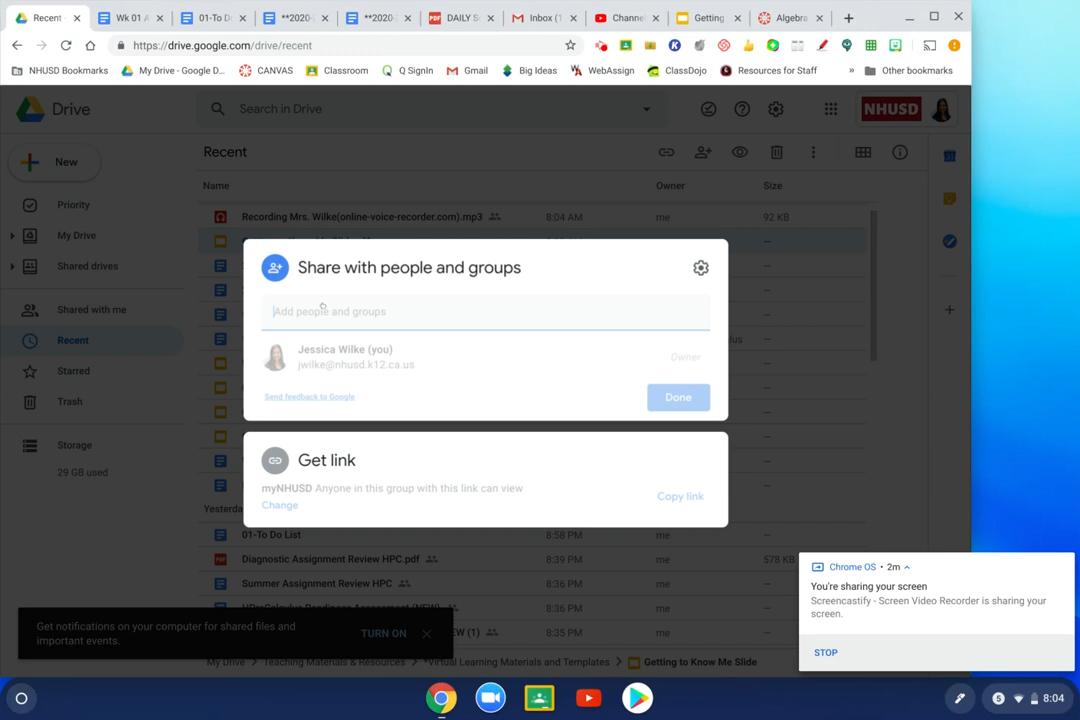 Recent -
Wk 01 A
01-To D
**2020-
**2020-
PDF
DAILY S
Inbox (1
Channe
Getting
Algebra
https://drive.google.com/drive/recent
NHUSD Bookmarks
My Drive - Google D...
CANVAS
Classroom
Q SignIn
Gmail
Big Ideas
WebAssign
ClassDojo
Resources for Staff
»
Other bookmarks
Drive
Search in Drive
NHUSD
New
Recent
Name
Owner
Size
Priority
My Drive
Shared drives
Shared with me
Recent
Starred
Trash
Storage
29 GB used
Recording Mrs. Wilke(online-voice-recorder.com).mp3
8:04 AM
me
92 KB
Share with people and groups
Add people and groups
Jessica Wilke (you)
jwilke@nhusd.k12.ca.us
Owner
Send feedback to Google
Done
Get link
myNHUSD Anyone in this group with this link can view
Change
Copy link
Yesterda
01-To Do List
8:58 PM
me
–
Diagnostic Assignment Review HPC.pdf
8:39 PM
me
578 KB
Summer Assignment Review HPC
8:36 PM
me
–
8:36 PM
me
EW (1)
8:35 PM
me
–
Get notifications on your computer for shared files and
important events.
TURN ON
My Drive > Teaching Materials & Resources > *Virtual Learning Materials and Templates > Getting to Know Me Slide
Chrome OS • 2m
You're sharing your screen
Screencastify - Screen Video Recorder is sharing your
screen.
STOP
5
8:04